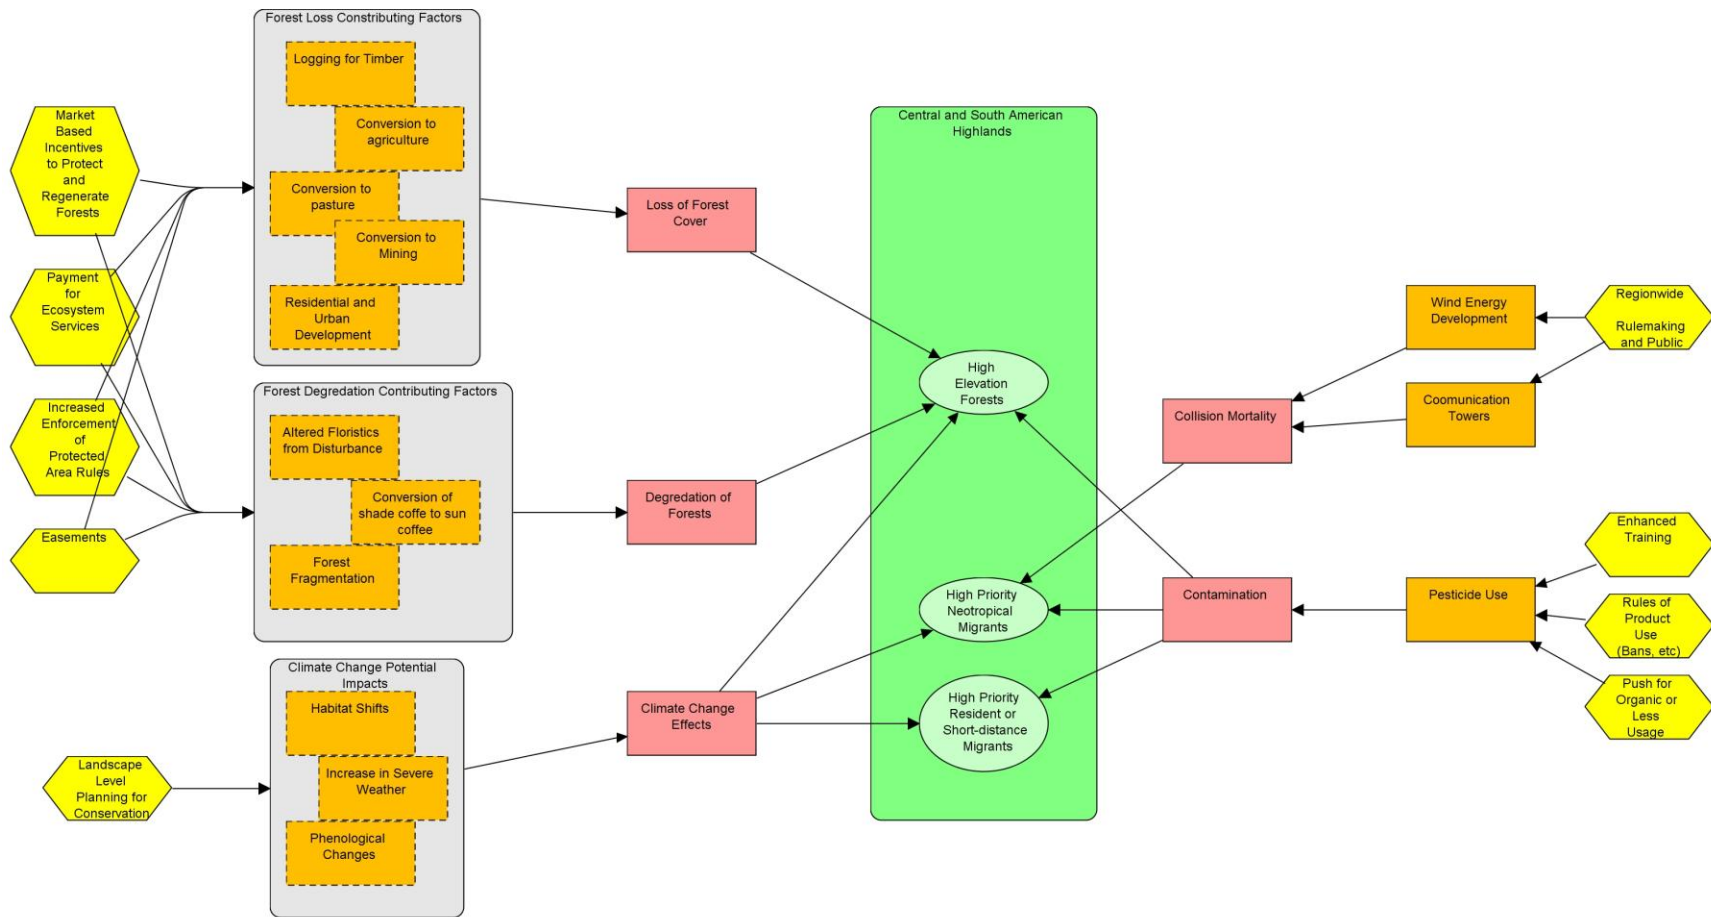 Forest Loss Constributing Factors
Logging for Timber
Conversion to
agriculture
Conversion to
pasture
Conversion to
Mining
Residential and
Urban
Development
Market
Based
Incentives
to Protect
and
Regenerate
Forests
Payment
for
Ecosystem
Services
Increased
Enforcement
of
Protected
Area Rules
Easements
Forest Degredation Contributing Factors
Altered Floristics
from Disturbance
Conversion of
shade coffe to sun
coffee
Forest
Fragmentation
Climate Change Potential
Impacts
Habitat Shifts
Increase in Severe
Weather
Phenological
Changes
Landscape
Level
Planning for
Conservation
Loss of Forest
Cover
Degredation of
Forests
Climate Change
Effects
Central and South American
Highlands
High
Elevation
Forests
High Priority
Neotropical
Migrants
High Priority
Resident or
Short-distance
Migrants
Collision Mortality
Contamination
Wind Energy
Development
Coomunication
Towers
Pesticide Use
Regionwide
Rulemaking
and Public
Enhanced
Training
Rules of
Product
Use
(Bans, etc)
Push for
Organic or
Less
Usage